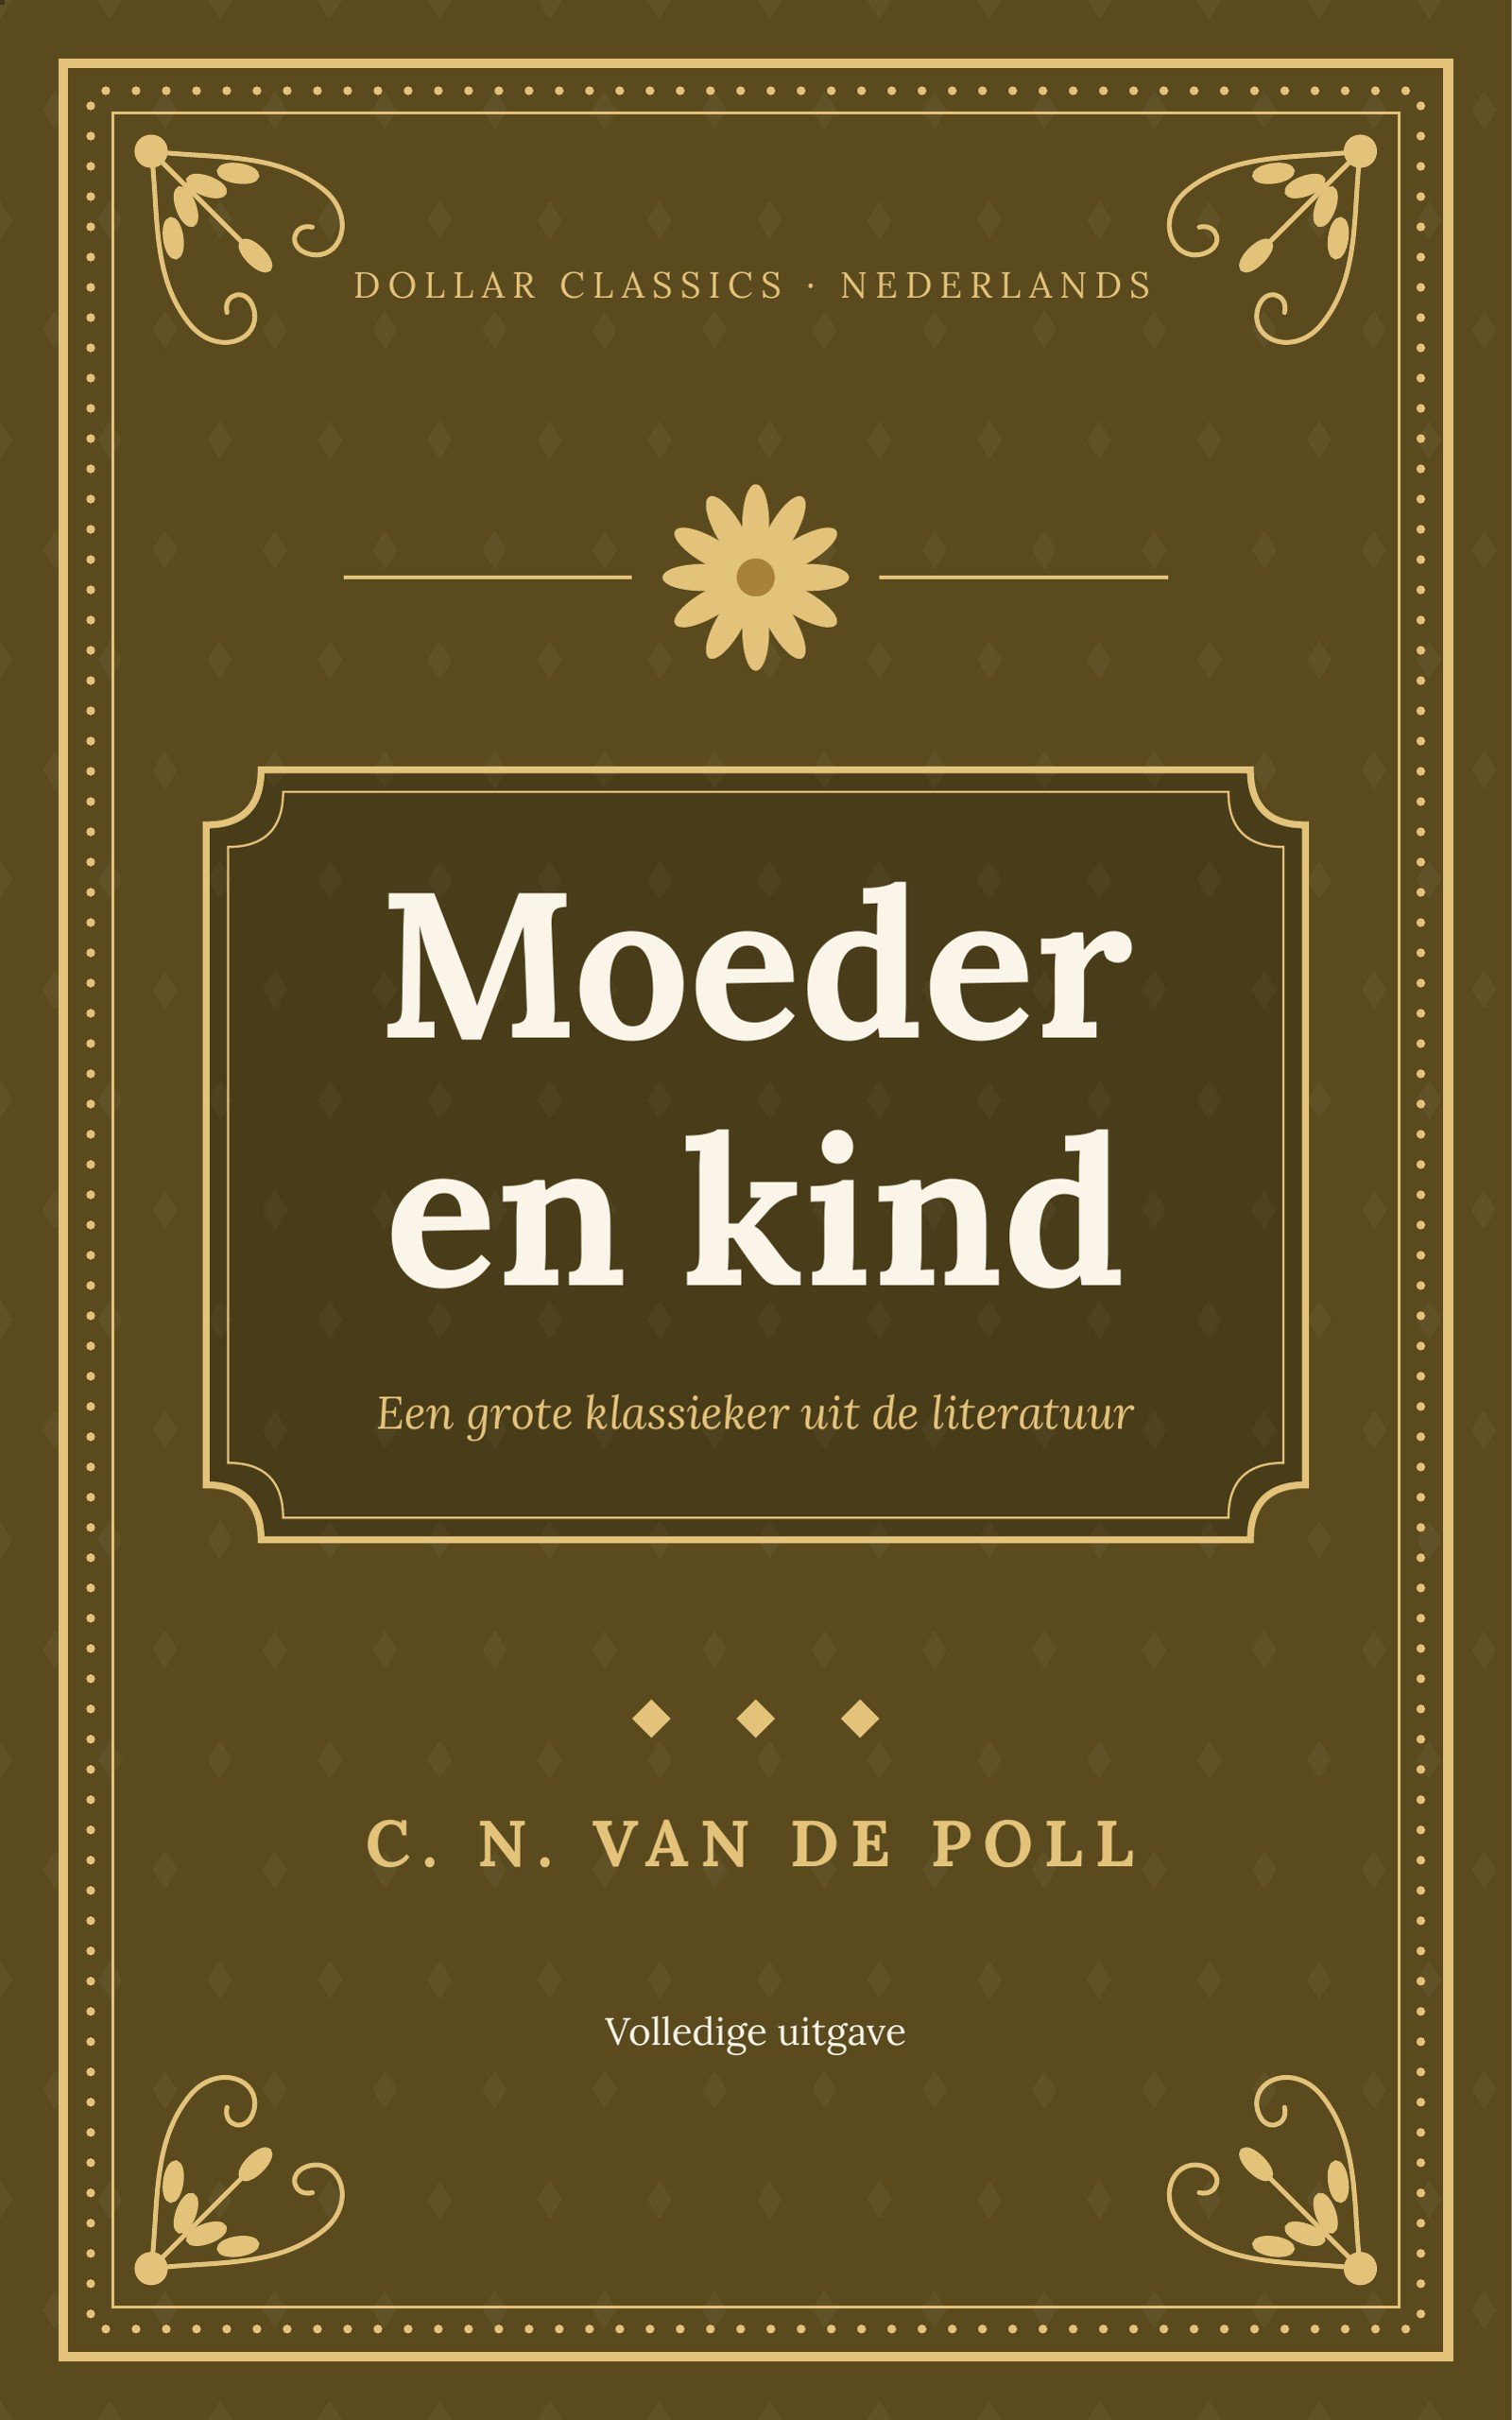 DOLLAR CLASSICS · NEDERLANDS
Moeder
en kind
Een grote klassieker uit de literatuur
C. N. VAN DE POLL
Volledige uitgave